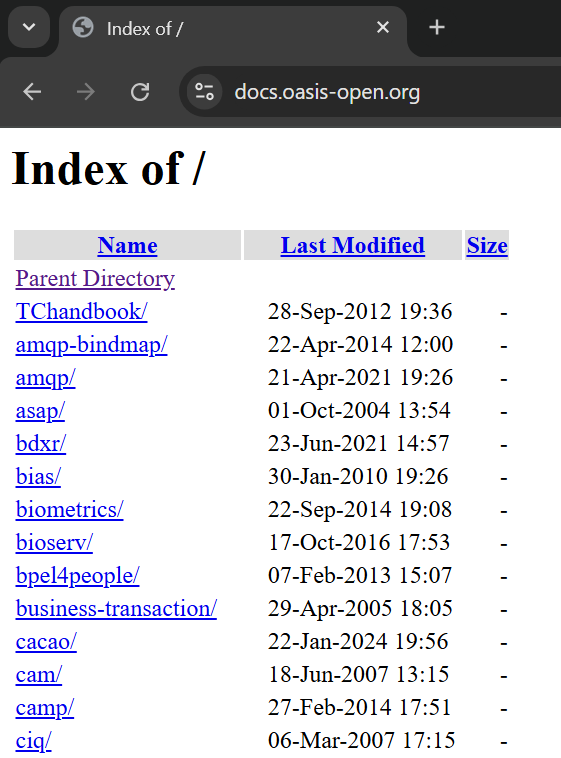 Index of /
docs.oasis-open.org
Index of /
Name Last Modified Size
Parent Directory
TChandbook/ 28-Sep-2012 19:36 -
amqp-bindmap/ 22-Apr-2014 12:00 -
amqp/ 21-Apr-2021 19:26 -
asap/ 01-Oct-2004 13:54 -
bdxr/ 23-Jun-2021 14:57 -
bias/ 30-Jan-2010 19:26 -
biometrics/ 22-Sep-2014 19:08 -
bioserv/ 17-Oct-2016 17:53 -
bpel4people/ 07-Feb-2013 15:07 -
business-transaction/ 29-Apr-2005 18:05 -
cacao/ 22-Jan-2024 19:56 -
cam/ 18-Jun-2007 13:15 -
camp/ 27-Feb-2014 17:51 -
ciq/ 06-Mar-2007 17:15 -